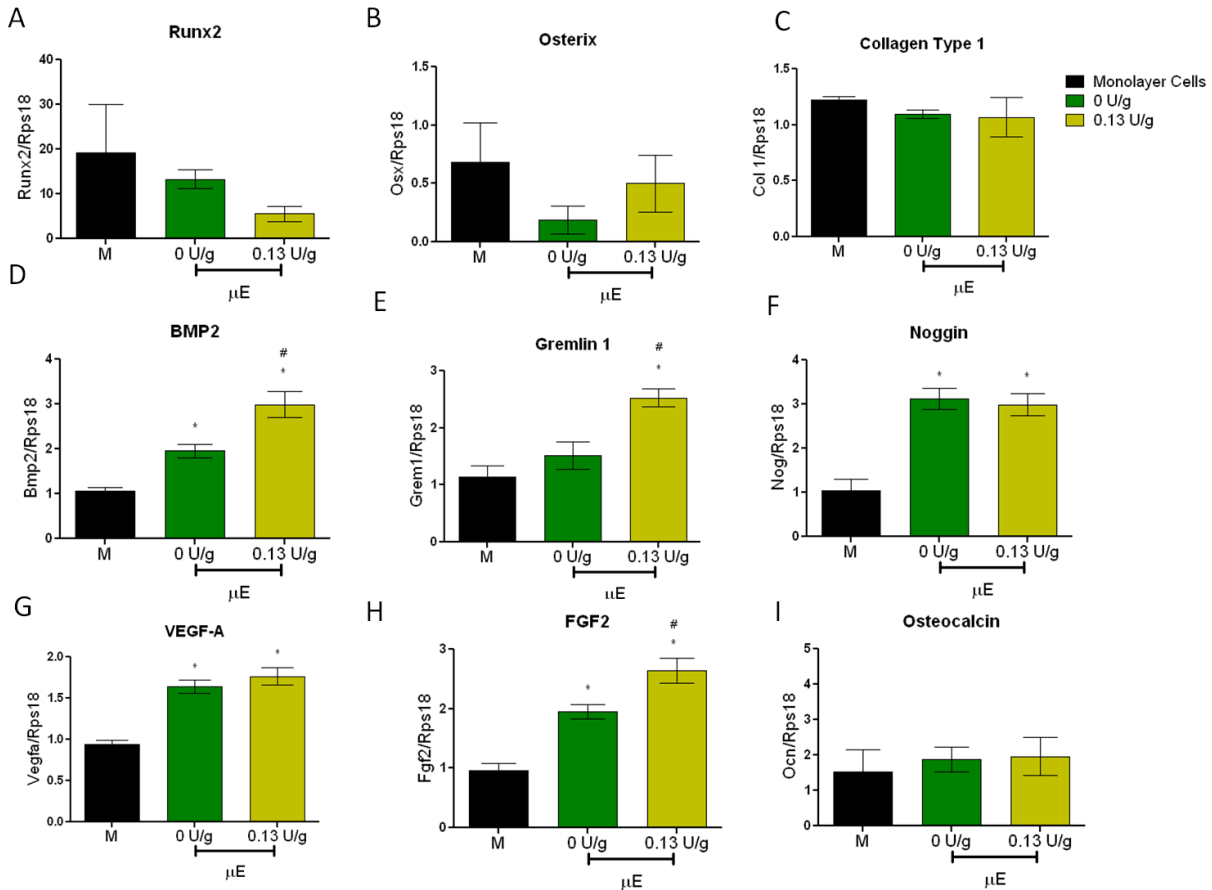 A
Runx2
Runx2/Rps18
40
30
20
10
0
M
0 U/g
0.13 U/g
μE
B
Osterix
Osx/Rps18
1.5
1.0
0.5
0.0
M
0 U/g
0.13 U/g
μE
C
Collagen Type 1
Col 1/Rps18
1.5
1.0
0.5
0.0
M
0 U/g
0.13 U/g
μE
Monolayer Cells
0 U/g
0.13 U/g
D
BMP2
Bmp2/Rps18
4
3
2
1
0
*
#
*
M
0 U/g
0.13 U/g
μE
E
Gremlin 1
Grem1/Rps18
3
2
1
0
#
*
M
0 U/g
0.13 U/g
μE
F
Noggin
Nog/Rps18
4
3
2
1
0
*
*
M
0 U/g
0.13 U/g
μE
G
VEGF-A
Vegfa/Rps18
2.0
1.5
1.0
0.5
0.0
*
*
M
0 U/g
0.13 U/g
μE
H
FGF2
Fgf2/Rps18
3
2
1
0
*
#
*
M
0 U/g
0.13 U/g
μE
I
Osteocalcin
Ocn/Rps18
5
4
3
2
1
0
M
0 U/g
0.13 U/g
μE